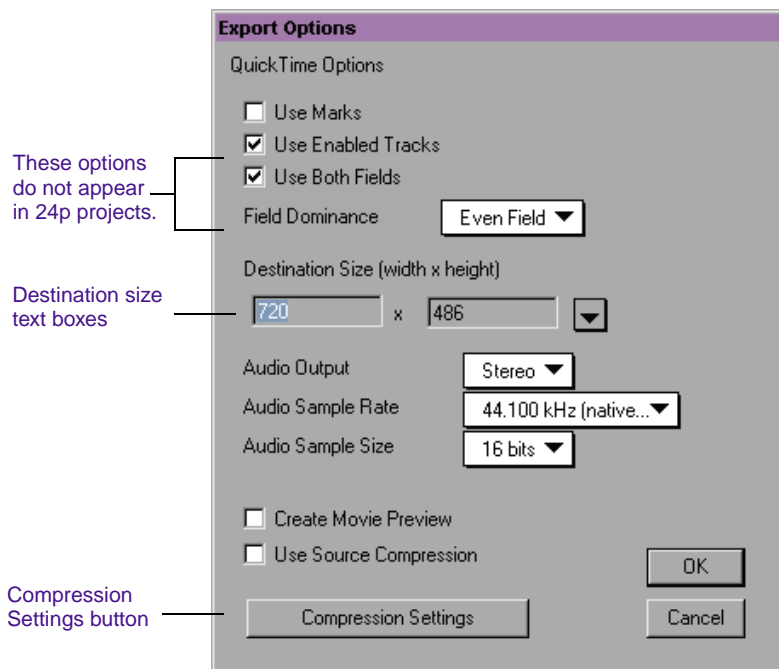 Export Options
QuickTime Options
Use Marks
Use Enabled Tracks
Use Both Fields
These options
do not appear
in 24p projects.
Field Dominance Even Field
Destination Size (width x height)
Destination size
text boxes
720 x 486
Audio Output Stereo
Audio Sample Rate 44.100 kHz (native...
Audio Sample Size 16 bits
Create Movie Preview
Use Source Compression
OK
Compression
Settings button
Compression Settings
Cancel